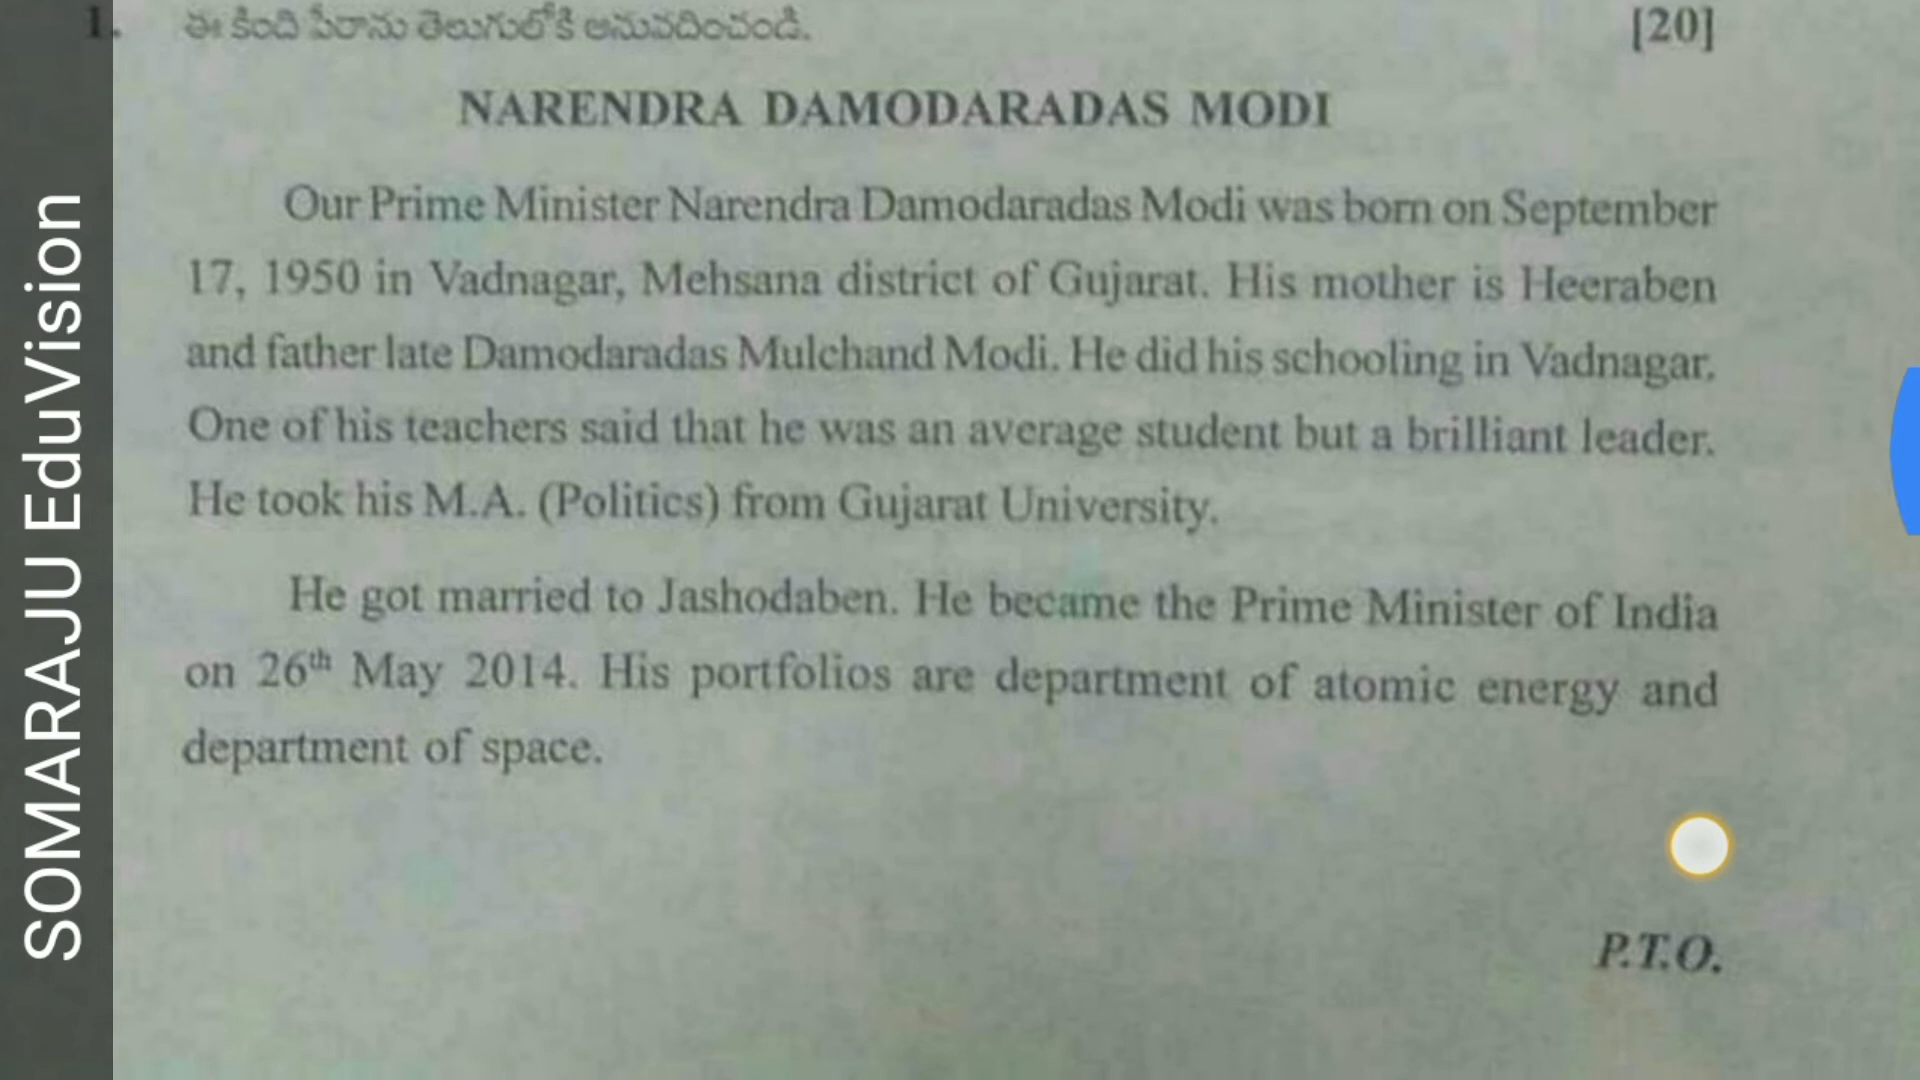 1. ఈ కింది పేరాను తెలుగులోకి అనువదించండి. [20]
NARENDRA DAMODARADAS MODI
Our Prime Minister Narendra Damodaradas Modi was born on September
17, 1950 in Vadnagar, Mehsana district of Gujarat. His mother is Heeraben
and father late Damodaradas Mulchand Modi. He did his schooling in Vadnagar.
One of his teachers said that he was an average student but a brilliant leader.
He took his M.A. (Politics) from Gujarat University.
He got married to Jashodaben. He became the Prime Minister of India
on 26th May 2014. His portfolios are department of atomic energy and
department of space.
P.T.O.
SOMARAJU EduVision